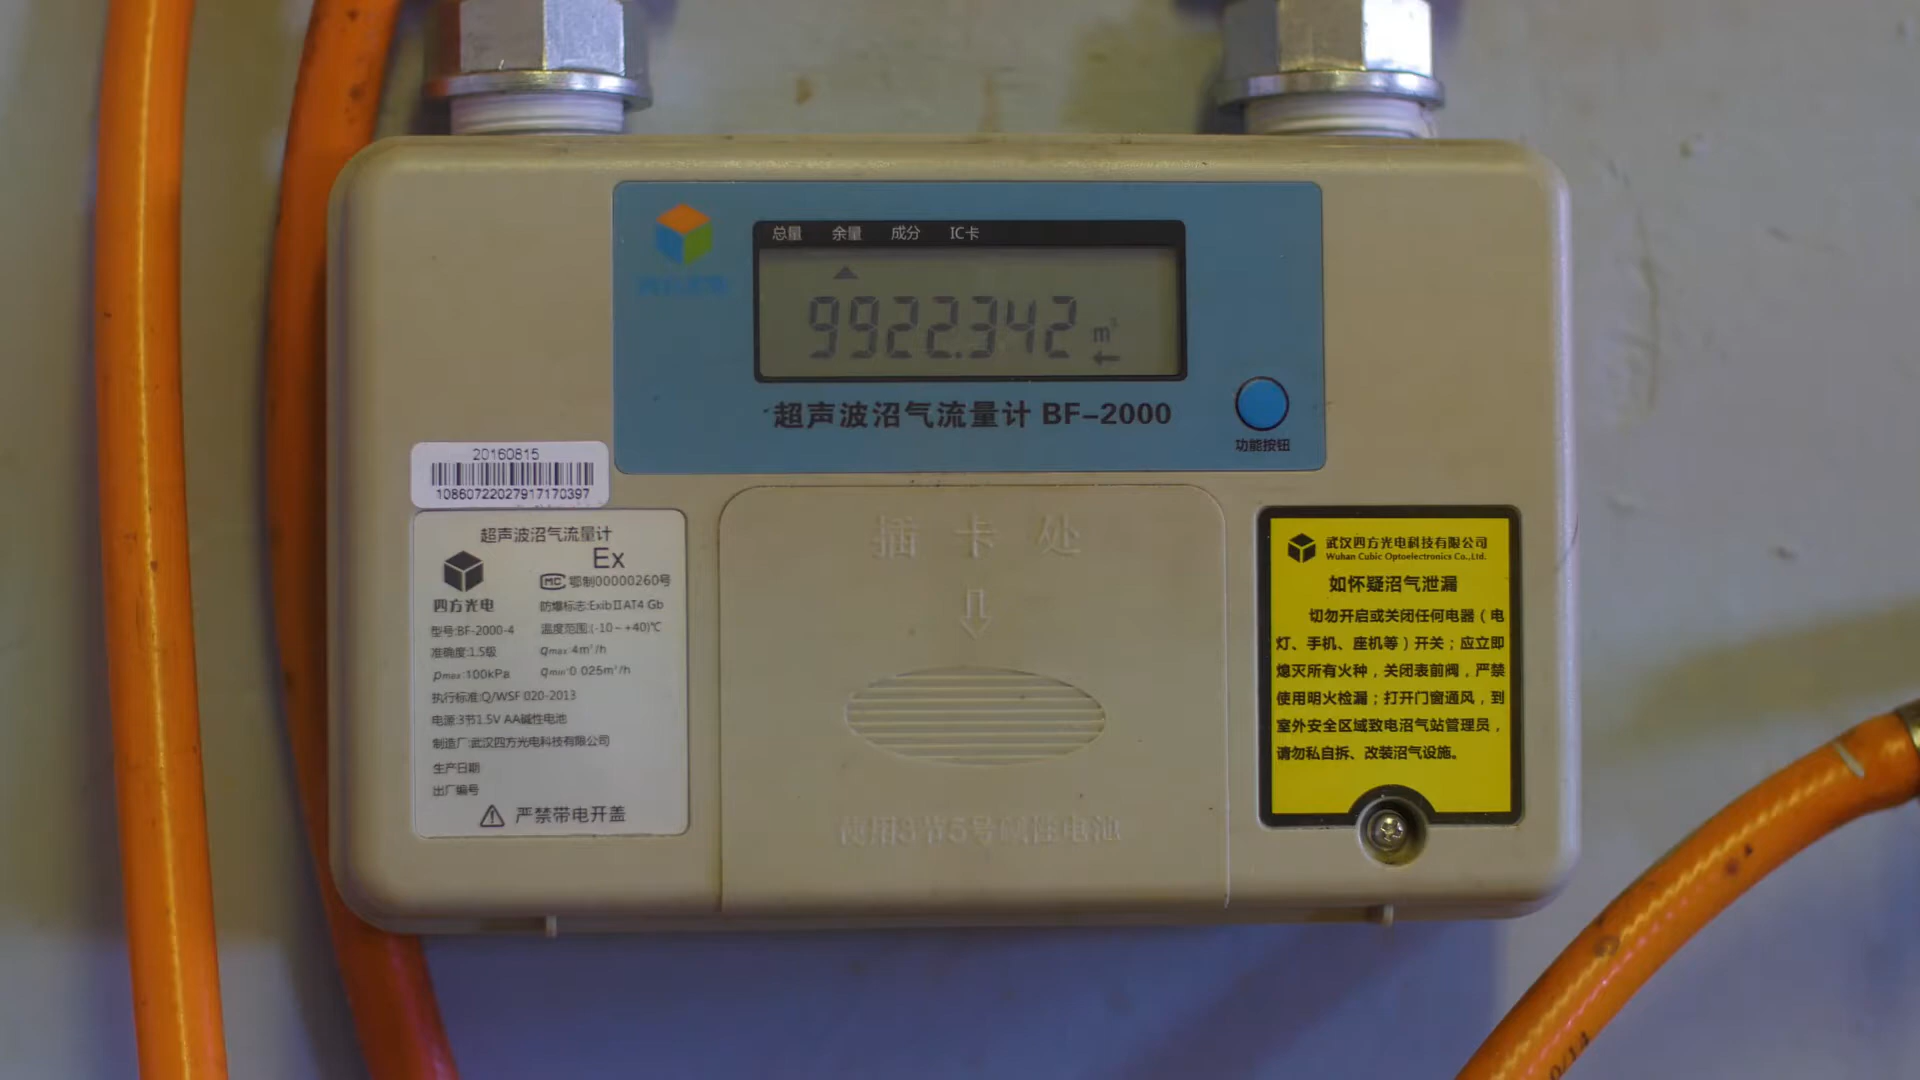 总量 余量 成分 IC卡
9922.342 m³
超声波沼气流量计 BF-2000
功能按钮
20160815
10860722027917170397
超声波沼气流量计
Ex
MC 鄂制00000260号
四方光电
防爆标志:ExibⅡAT4 Gb
型号:BF-2000-4
温度范围:(-10~+40)℃
准确度:1.5级
qmax:4m³/h
pmax:100kPa
qmin:0.025m³/h
执行标准:Q/WSF 020-2013
电源:3节1.5V AA碱性电池
制造厂:武汉四方光电科技有限公司
生产日期
出厂编号
严禁带电开盖
插卡处
使用3节5号碱性电池
武汉四方光电科技有限公司
Wuhan Cubic Optoelectronics Co.,Ltd.
如怀疑沼气泄漏
切勿开启或关闭任何电器（电
灯、手机、座机等）开关；应立即
熄灭所有火种，关闭表前阀，严禁
使用明火检漏；打开门窗通风，到
室外安全区域致电沼气站管理员，
请勿私自拆、改装沼气设施。